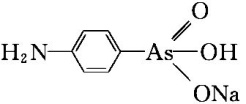 O
H₂N As OH
ONa